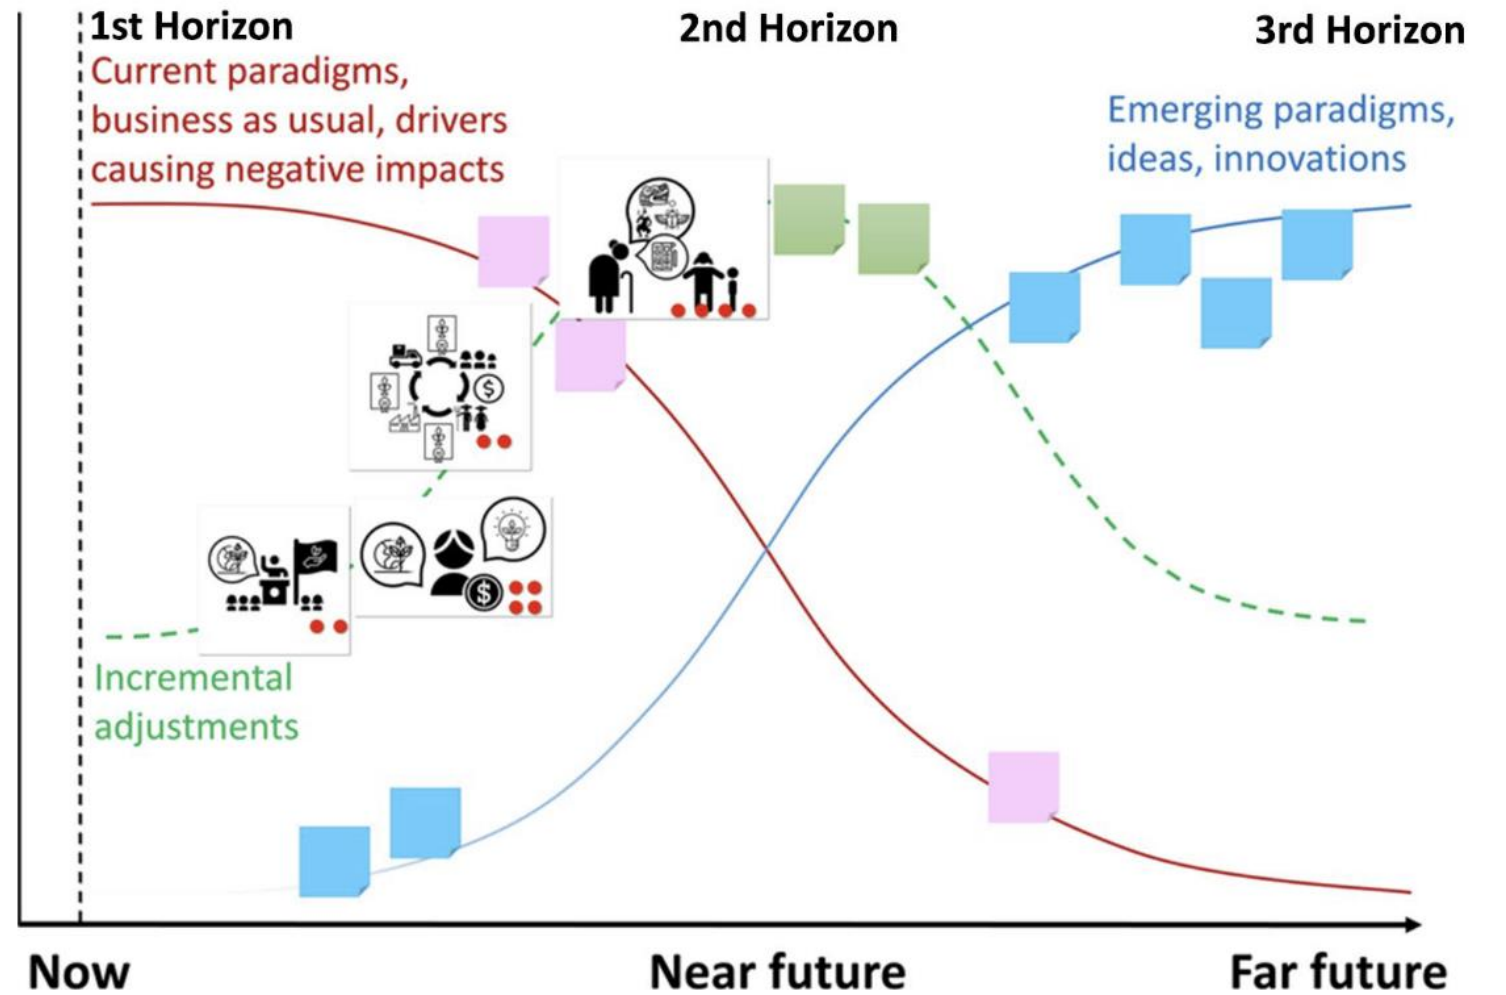 1st Horizon
2nd Horizon
3rd Horizon
Current paradigms,
business as usual, drivers
causing negative impacts
Emerging paradigms,
ideas, innovations
$
$
Incremental
adjustments
Now
Near future
Far future